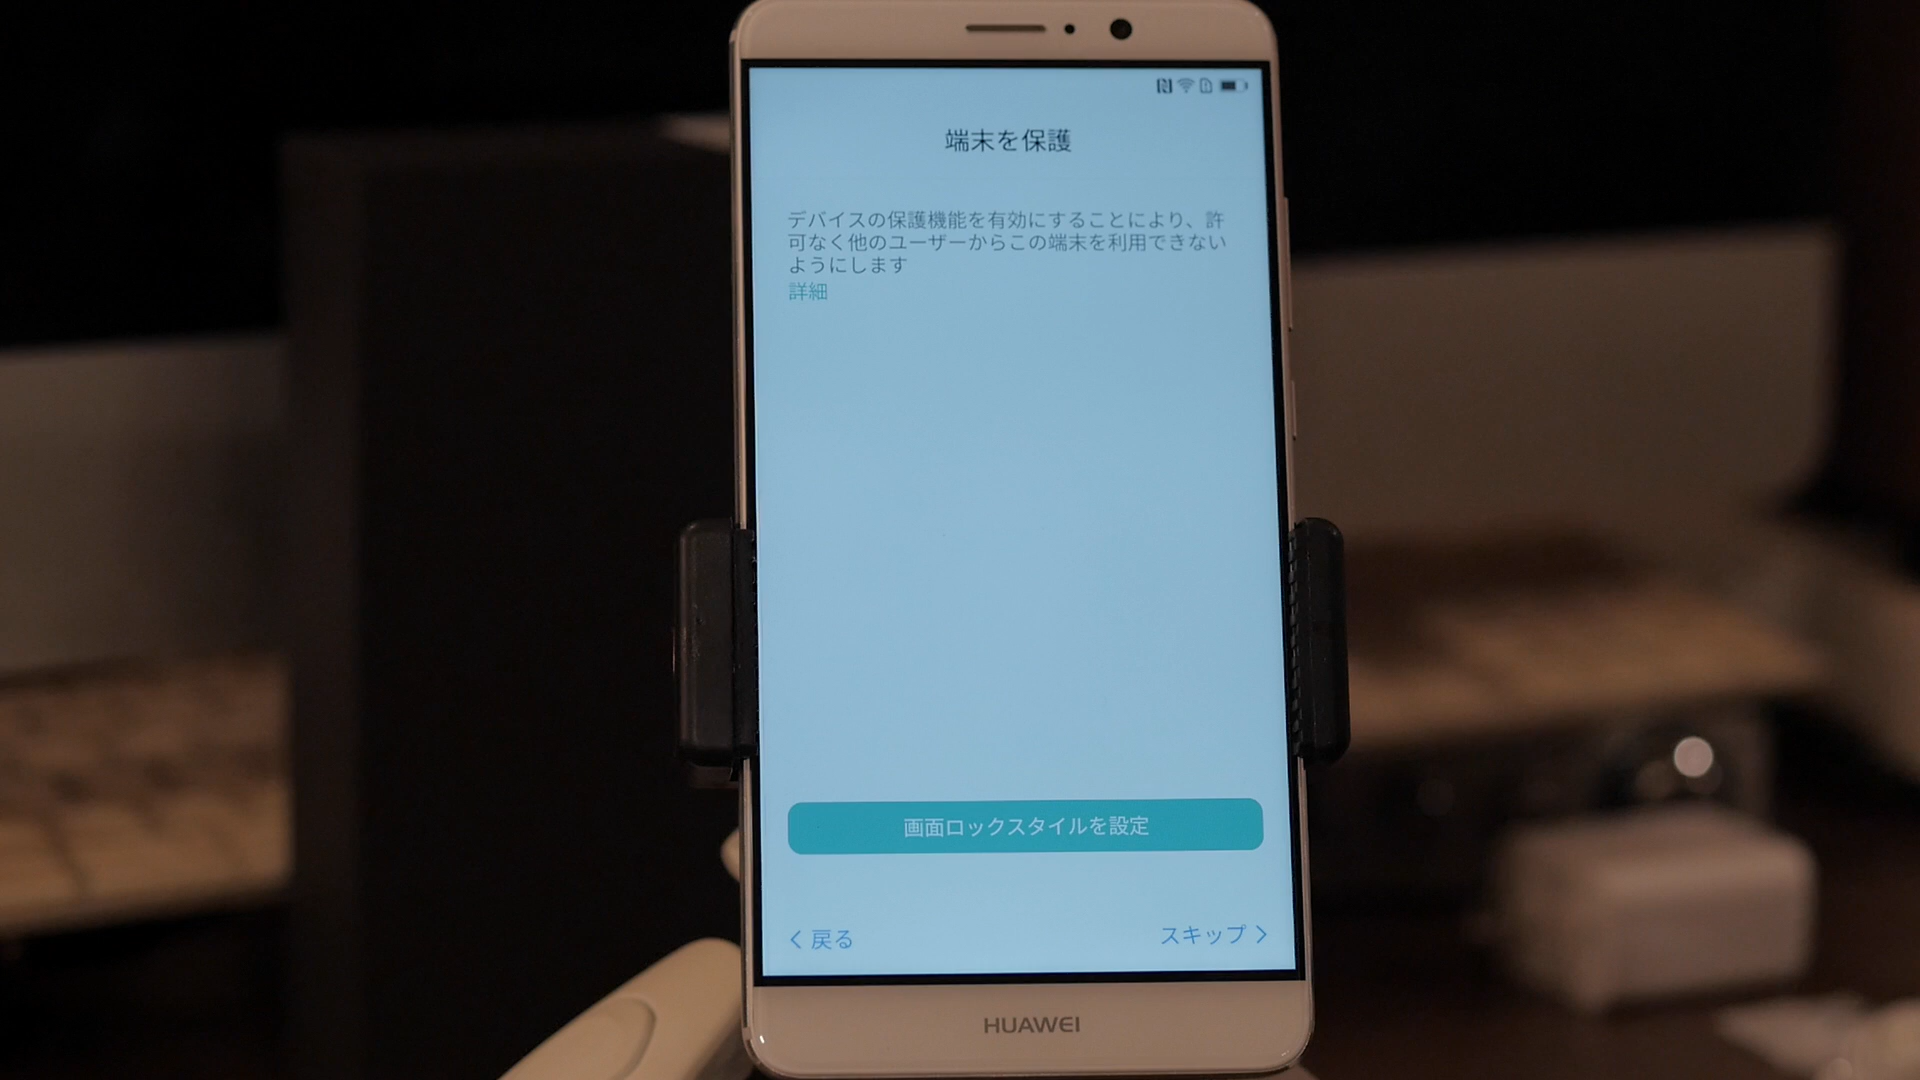 端末を保護
デバイスの保護機能を有効にすることにより、許
可なく他のユーザーからこの端末を利用できない
ようにします
詳細
画面ロックスタイルを設定
戻る
スキップ
HUAWEI